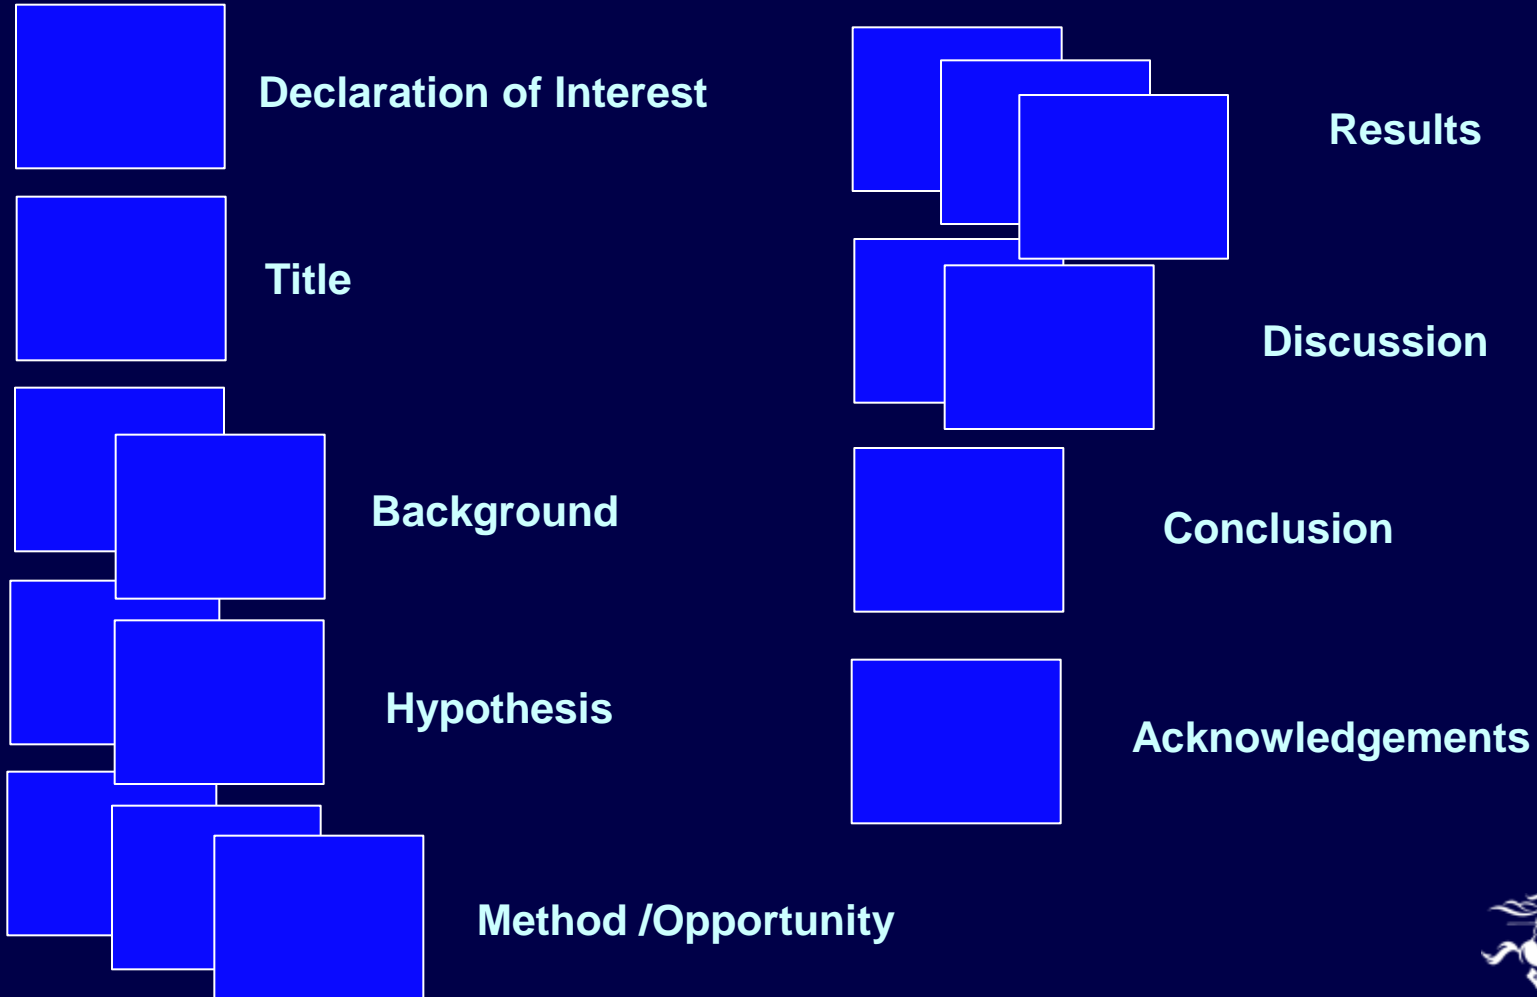 Declaration of Interest
Title
Background
Hypothesis
Method /Opportunity
Results
Discussion
Conclusion
Acknowledgements